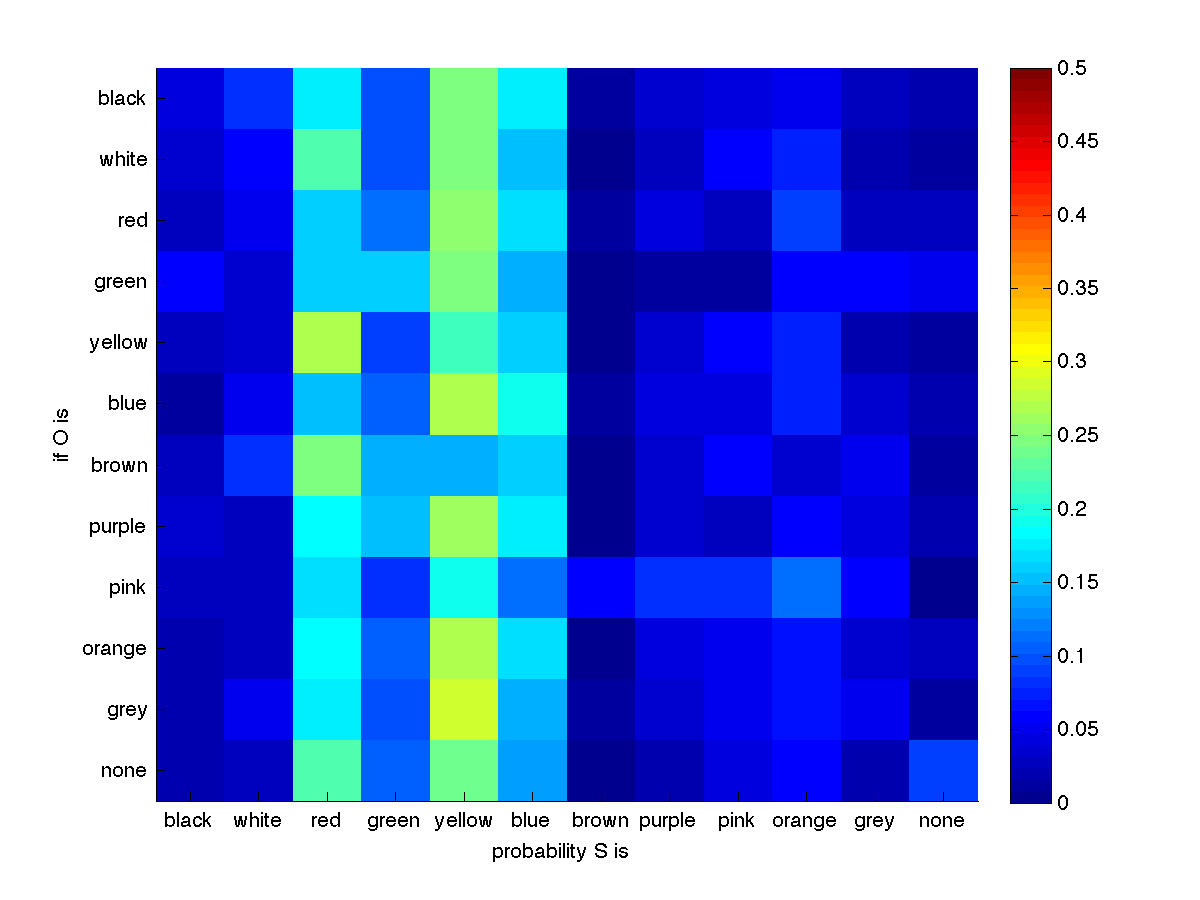 black
white
red
green
yellow
blue
brown
purple
pink
orange
grey
none
if O is
black white red green yellow blue brown purple pink orange grey none
probability S is
0.5
0.45
0.4
0.35
0.3
0.25
0.2
0.15
0.1
0.05
0